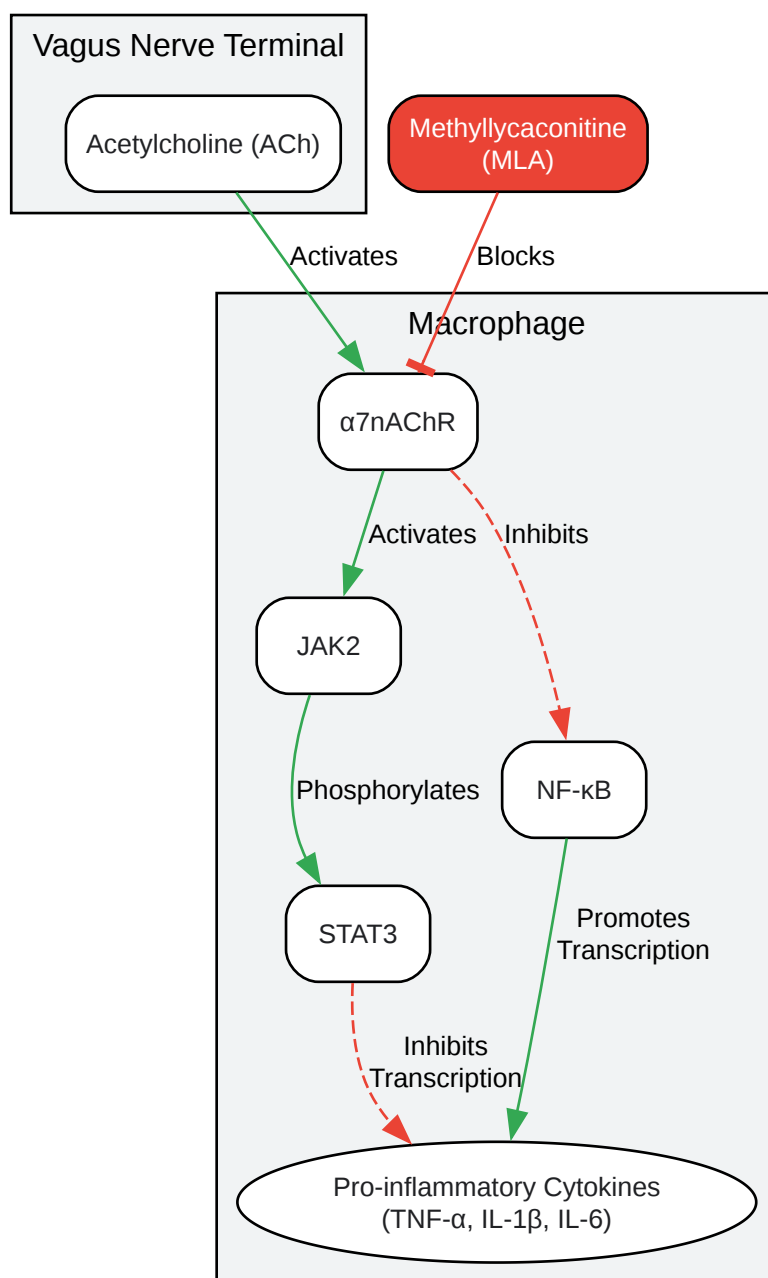 Vagus Nerve Terminal
Acetylcholine (ACh)
Methyllycaconitine
(MLA)
Activates
Blocks
Macrophage
α7nAChR
Activates
Inhibits
JAK2
Phosphorylates
NF-κB
STAT3
Promotes
Transcription
Inhibits
Transcription
Pro-inflammatory Cytokines
(TNF-α, IL-1β, IL-6)